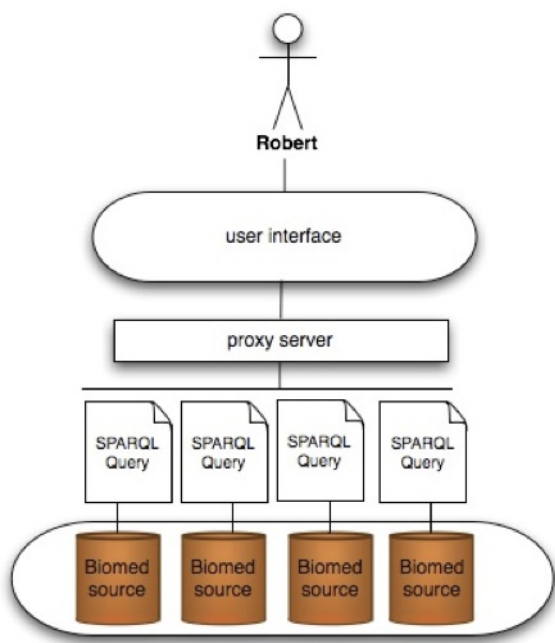 Robert
user interface
proxy server
SPARQL SPARQL SPARQL SPARQL
Query Query Query Query
Biomed Biomed Biomed Biomed
source source source source